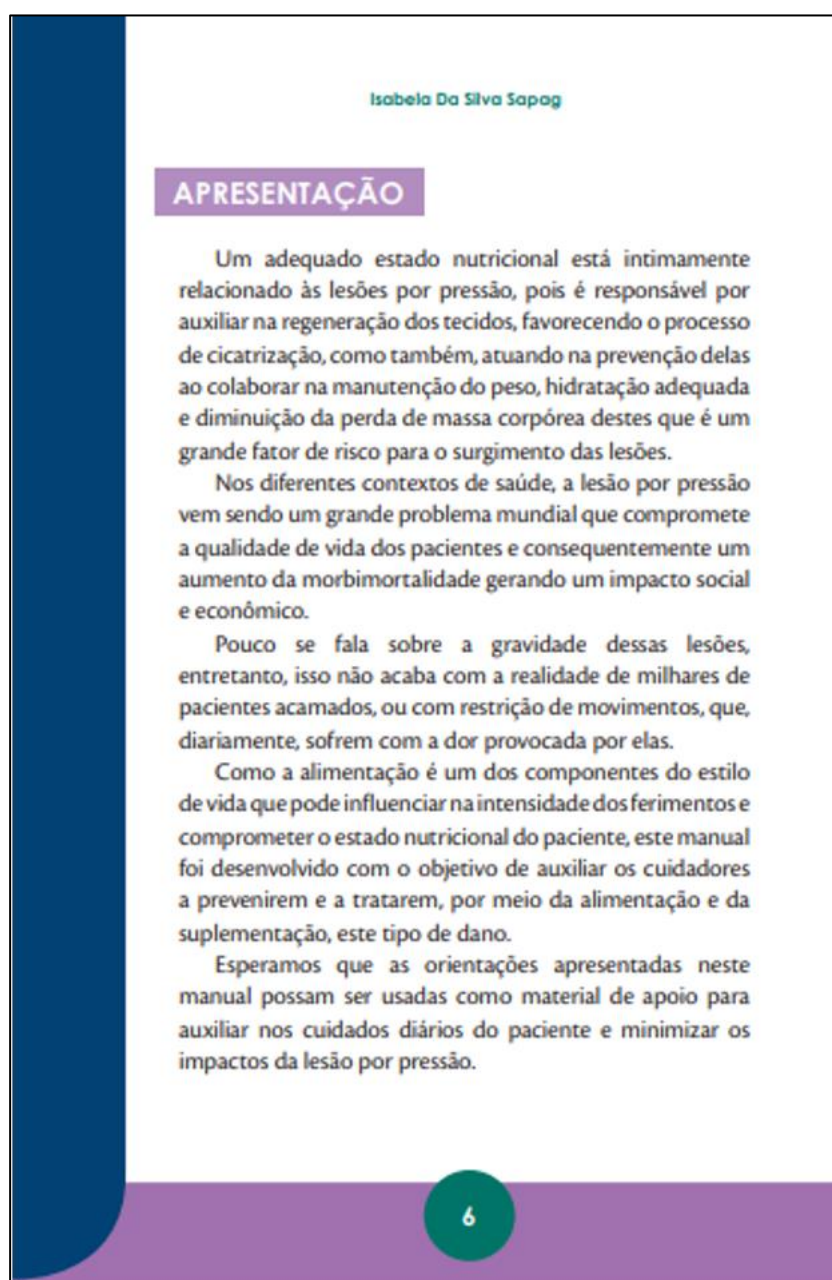 Isabela Da Silva Sapag
APRESENTAÇÃO
Um adequado estado nutricional está intimamente
relacionado às lesões por pressão, pois é responsável por
auxiliar na regeneração dos tecidos, favorecendo o processo
de cicatrização, como também, atuando na prevenção delas
ao colaborar na manutenção do peso, hidratação adequada
e diminuição da perda de massa corpórea destes que é um
grande fator de risco para o surgimento das lesões.
Nos diferentes contextos de saúde, a lesão por pressão
vem sendo um grande problema mundial que compromete
a qualidade de vida dos pacientes e consequentemente um
aumento da morbimortalidade gerando um impacto social
e econômico.
Pouco se fala sobre a gravidade dessas lesões,
entretanto, isso não acaba com a realidade de milhares de
pacientes acamados, ou com restrição de movimentos, que,
diariamente, sofrem com a dor provocada por elas.
Como a alimentação é um dos componentes do estilo
de vida que pode influenciar na intensidade dos ferimentos e
comprometer o estado nutricional do paciente, este manual
foi desenvolvido com o objetivo de auxiliar os cuidadores
a prevenirem e a tratarem, por meio da alimentação e da
suplementação, este tipo de dano.
Esperamos que as orientações apresentadas neste
manual possam ser usadas como material de apoio para
auxiliar nos cuidados diários do paciente e minimizar os
impactos da lesão por pressão.
6